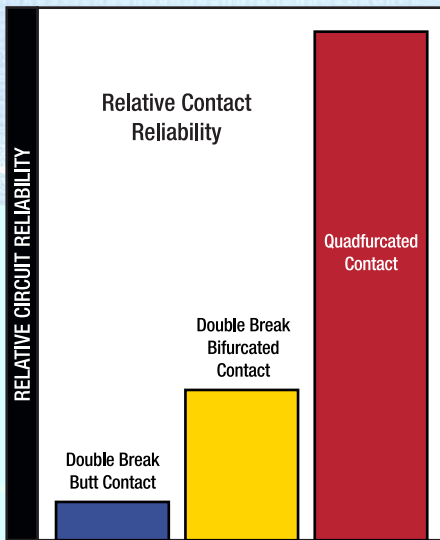 Relative Contact
Reliability
RELATIVE CIRCUIT RELIABILITY
Quadfurcated
Contact
Double Break
Bifurcated
Contact
Double Break
Butt Contact